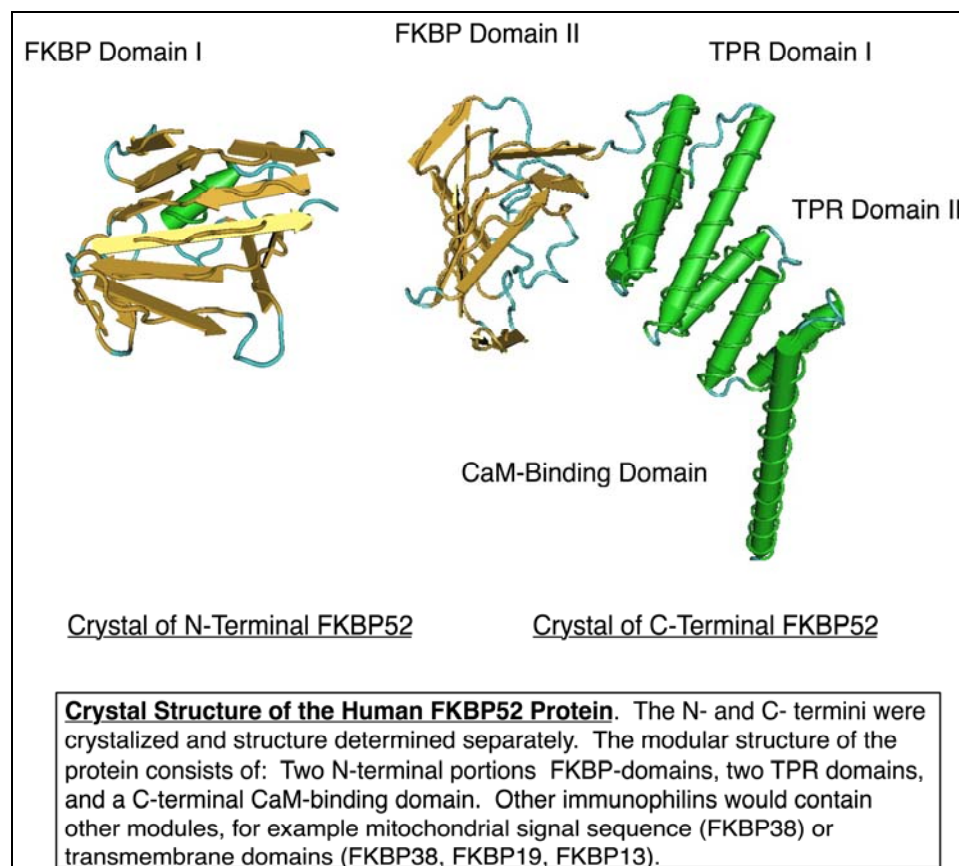 FKBP Domain I
FKBP Domain II
TPR Domain I
TPR Domain II
CaM-Binding Domain
Crystal of N-Terminal FKBP52
Crystal of C-Terminal FKBP52
Crystal Structure of the Human FKBP52 Protein. The N- and C- termini were
crystalized and structure determined separately. The modular structure of the
protein consists of: Two N-terminal portions FKBP-domains, two TPR domains,
and a C-terminal CaM-binding domain. Other immunophilins would contain
other modules, for example mitochondrial signal sequence (FKBP38) or
transmembrane domains (FKBP38, FKBP19, FKBP13).